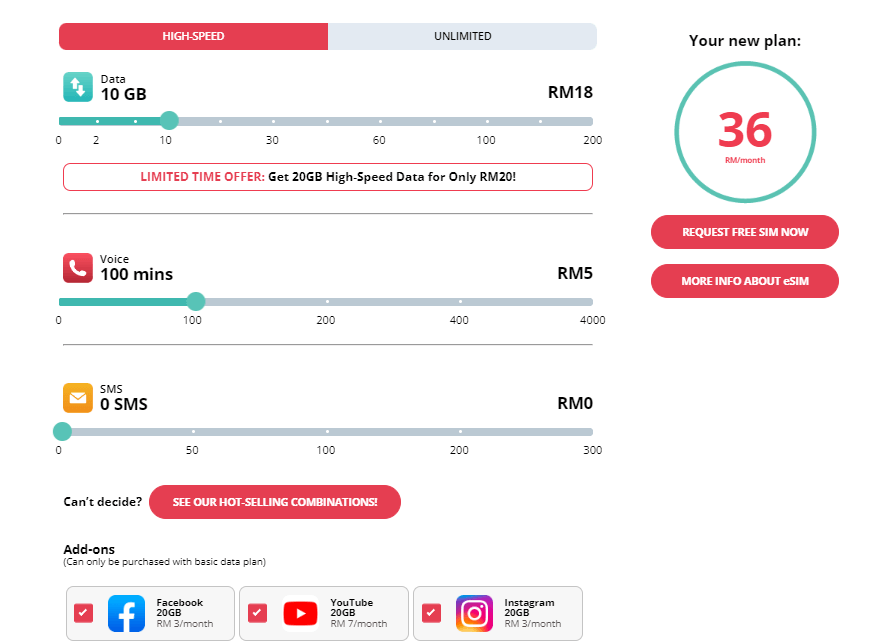 HIGH-SPEED UNLIMITED
Your new plan:
Data
10 GB RM18
0 2 10 30 60 100 200
LIMITED TIME OFFER: Get 20GB High-Speed Data for Only RM20!
36
RM/month
REQUEST FREE SIM NOW
MORE INFO ABOUT eSIM
Voice
100 mins RM5
0 100 200 400 4000
SMS
0 SMS RM0
0 50 100 200 300
Can't decide? SEE OUR HOT-SELLING COMBINATIONS!
Add-ons
(Can only be purchased with basic data plan)
Facebook
20GB
RM 3/month
YouTube
20GB
RM 7/month
Instagram
20GB
RM 3/month